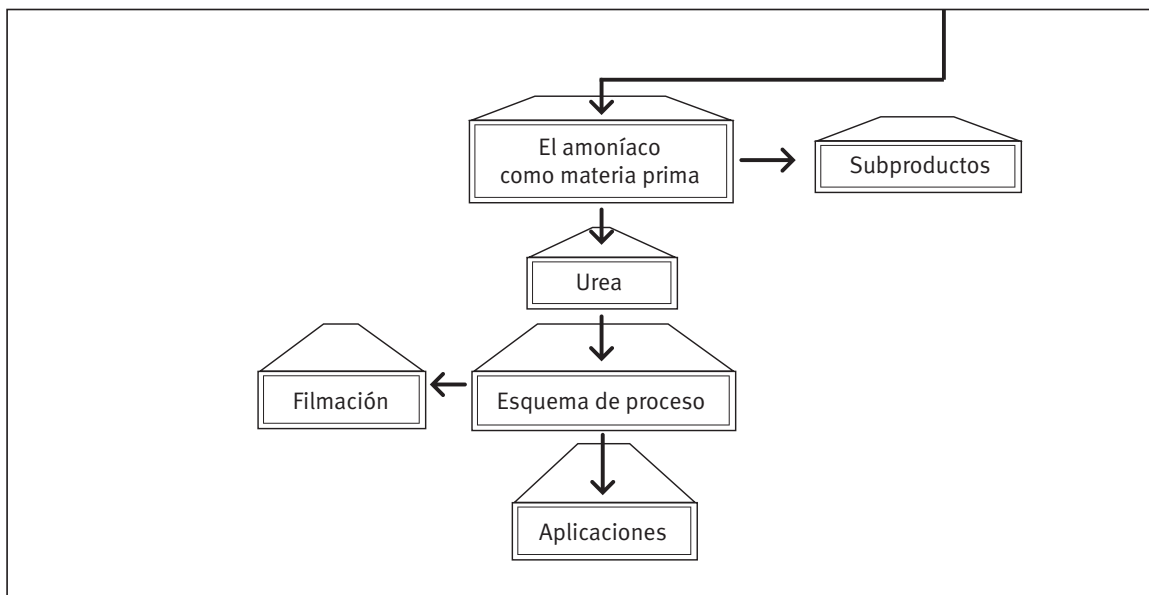 El amoníaco
como materia prima
Subproductos
Urea
Filmación
Esquema de proceso
Aplicaciones